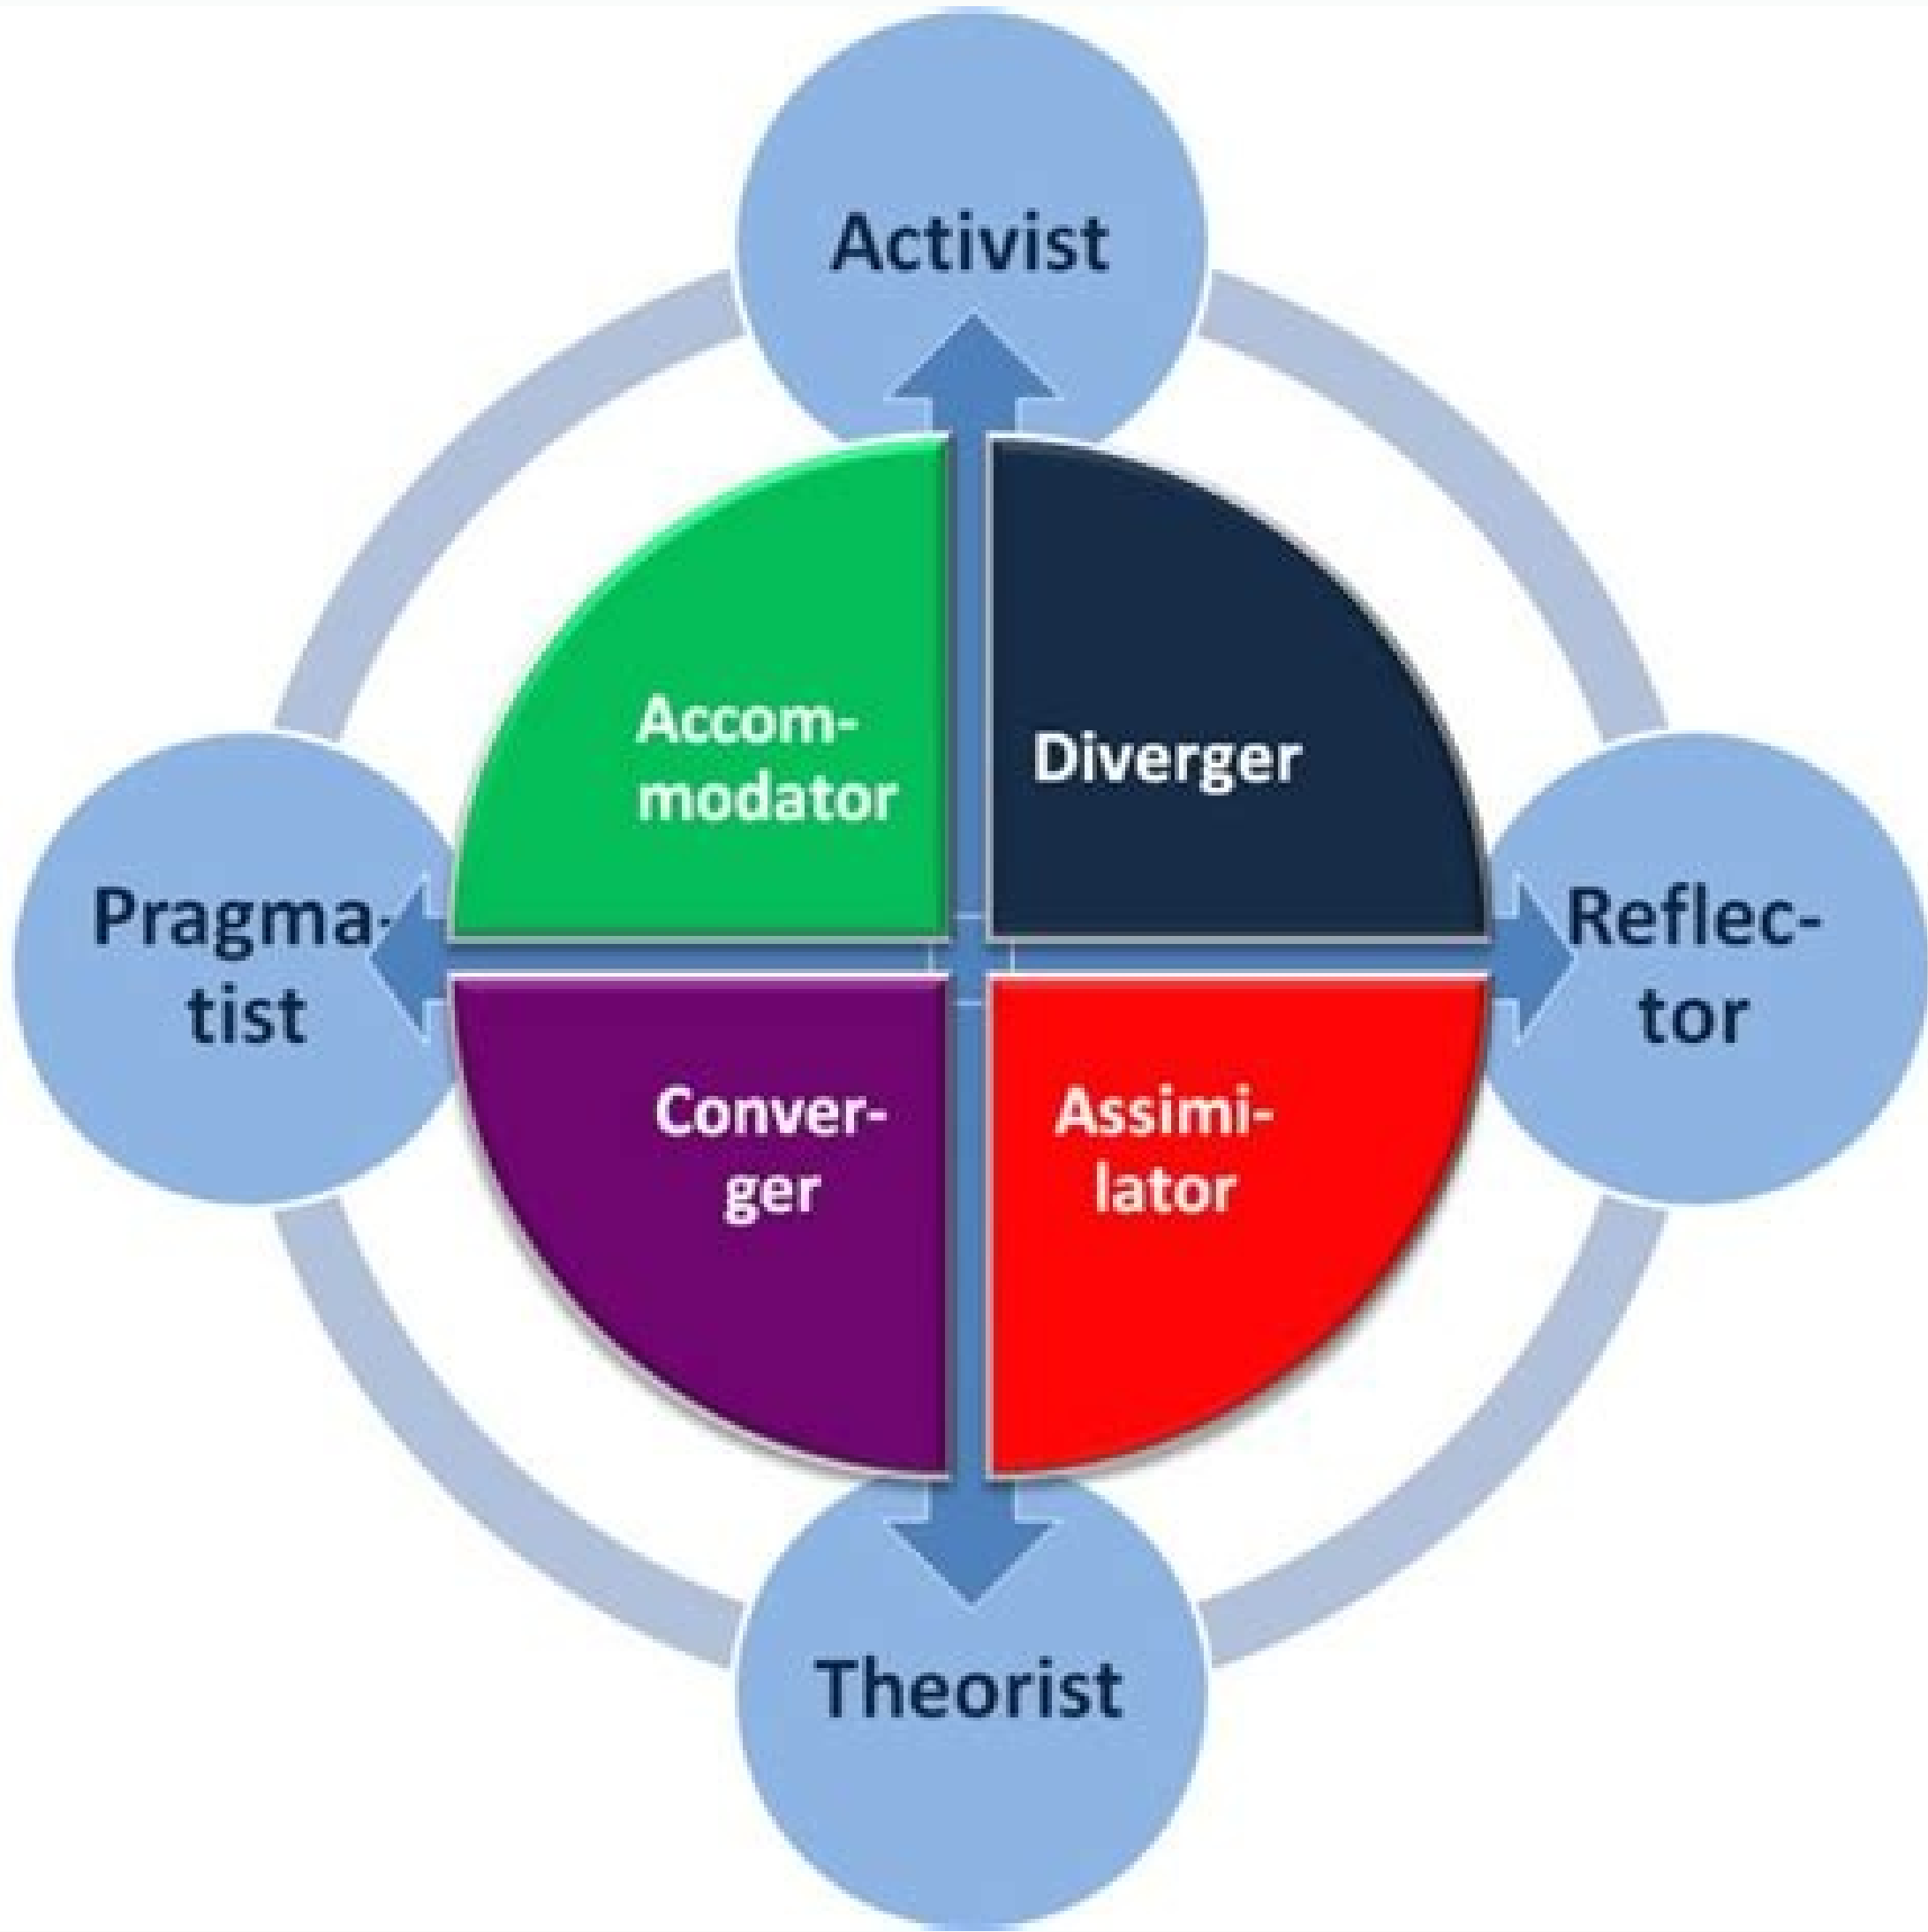 Activist
Accom-
modator
Diverger
Pragma-
tist
Reflec-
tor
Conver-
ger
Assimi-
lator
Theorist